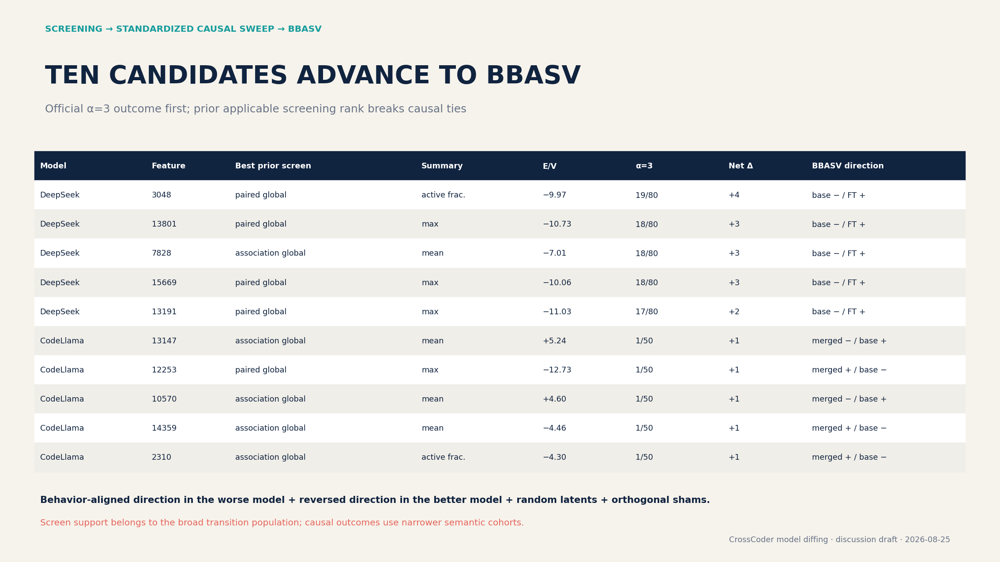 SCREENING → STANDARDIZED CAUSAL SWEEP → BBASV
TEN CANDIDATES ADVANCE TO BBASV
Official α=3 outcome first; prior applicable screening rank breaks causal ties
Model Feature Best prior screen Summary E/V α=3 Net Δ BBASV direction
DeepSeek 3048 paired global active frac. −9.97 19/80 +4 base − / FT +
DeepSeek 13801 paired global max −10.73 18/80 +3 base − / FT +
DeepSeek 7828 association global mean −7.01 18/80 +3 base − / FT +
DeepSeek 15669 paired global max −10.06 18/80 +3 base − / FT +
DeepSeek 13191 paired global max −11.03 17/80 +2 base − / FT +
CodeLlama 13147 association global mean +5.24 1/50 +1 merged − / base +
CodeLlama 12253 paired global max −12.73 1/50 +1 merged + / base −
CodeLlama 10570 association global mean +4.60 1/50 +1 merged − / base +
CodeLlama 14359 association global mean −4.46 1/50 +1 merged + / base −
CodeLlama 2310 association global active frac. −4.30 1/50 +1 merged + / base −
Behavior-aligned direction in the worse model + reversed direction in the better model + random latents + orthogonal shams.
Screen support belongs to the broad transition population; causal outcomes use narrower semantic cohorts.
CrossCoder model diffing · discussion draft · 2026-08-25